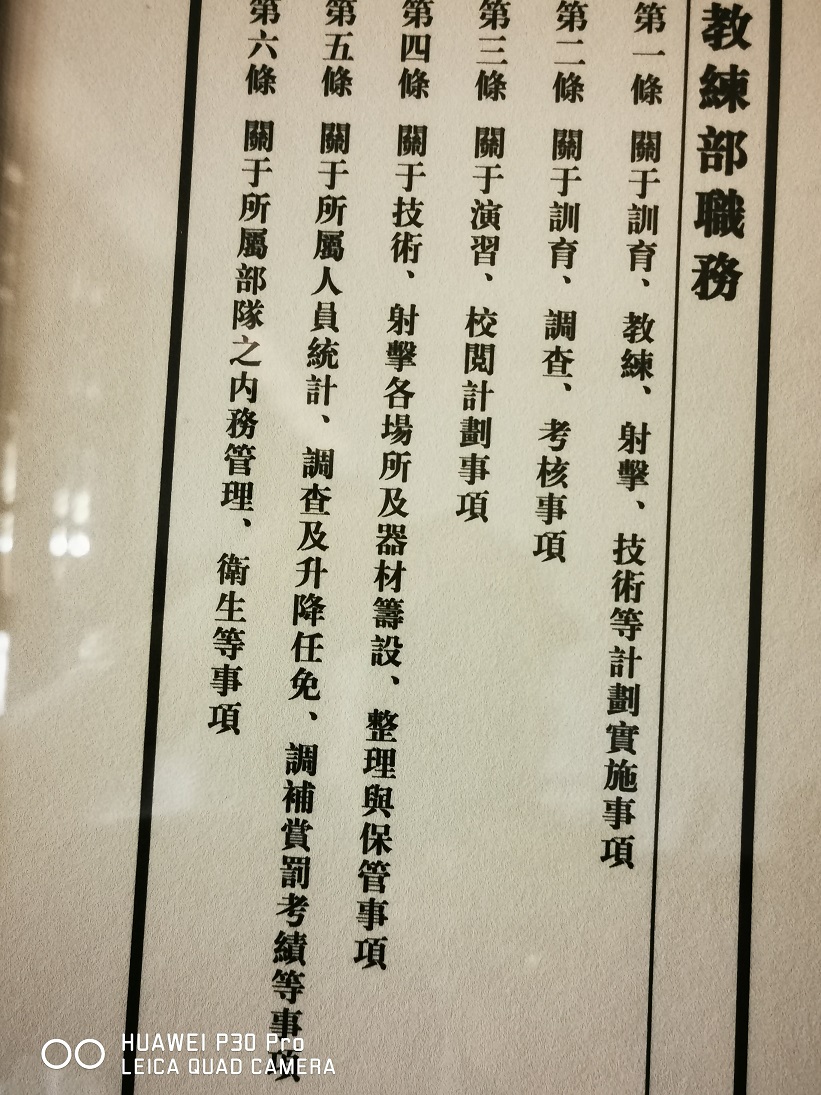 教練部職務
第一條 關于訓育、教練、射擊、技術等計劃實施事項
第二條 關于訓育、調查、考核事項
第三條 關于演習、校閱計劃事項
第四條 關于技術、射擊各場所及器材籌設、整理與保管事項
第五條 關于所屬人員統計、調查及升降任免、調補賞罰考績等事項
第六條 關于所屬部隊之内務管理、衛生等事項
HUAWEI P30 Pro
LEICA QUAD CAMERA